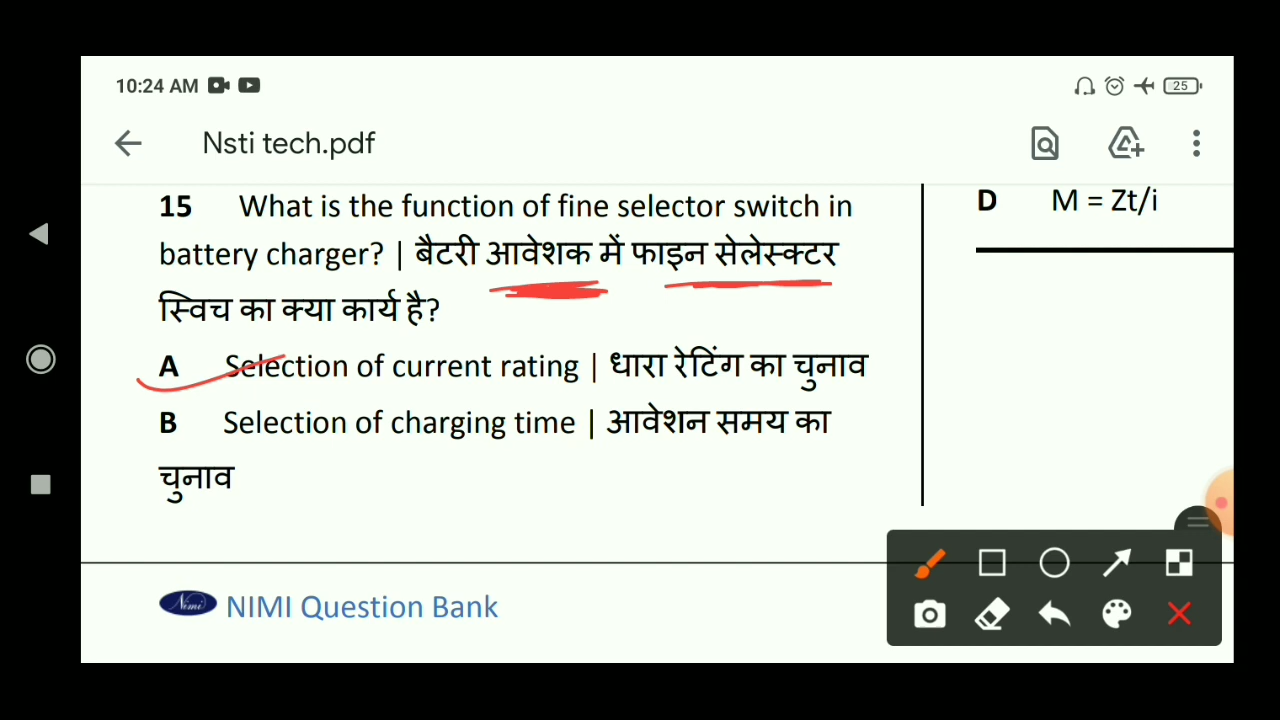 10:24 AM
25
Nsti tech.pdf
15 What is the function of fine selector switch in
battery charger? | बैटरी आवेशक में फाइन सेलेस्क्टर
स्विच का क्या कार्य है?
A Selection of current rating | धारा रेटिंग का चुनाव
B Selection of charging time | आवेशन समय का
चुनाव
D M = Zt/i
Nimi NIMI Question Bank